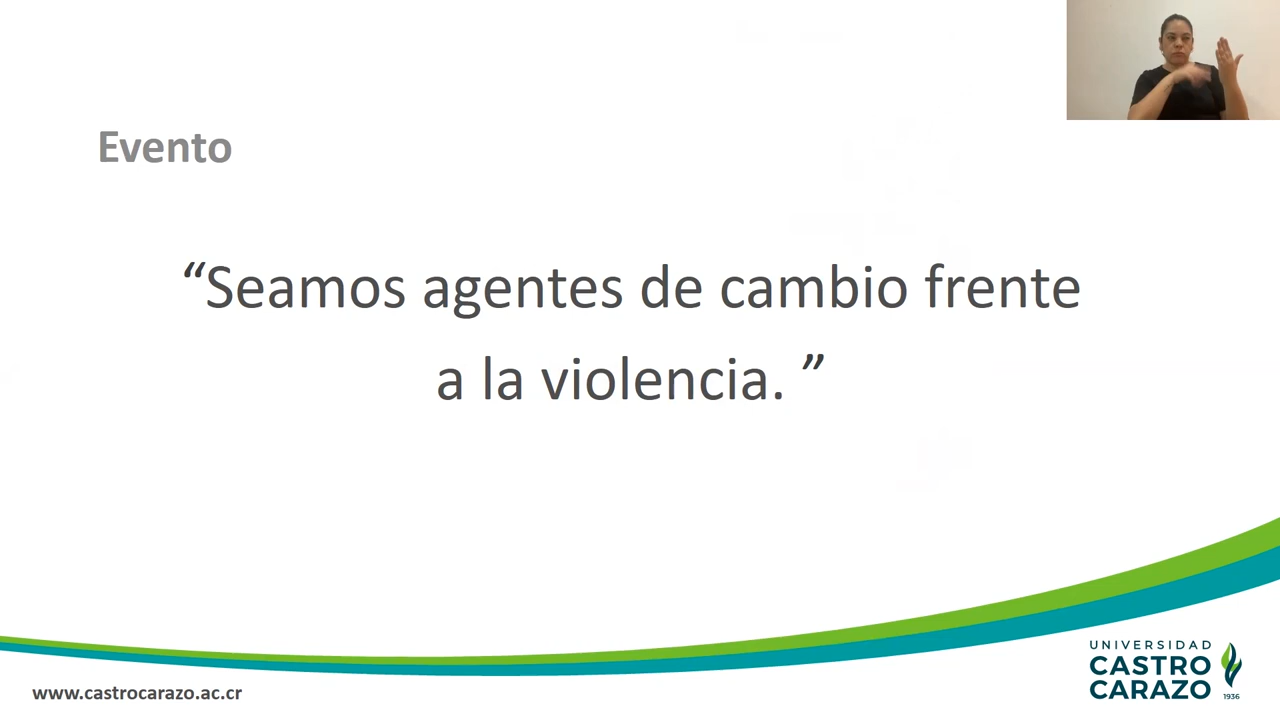 Evento
“Seamos agentes de cambio frente
a la violencia. ”
www.castrocarazo.ac.cr
UNIVERSIDAD
CASTRO
CARAZO
1936